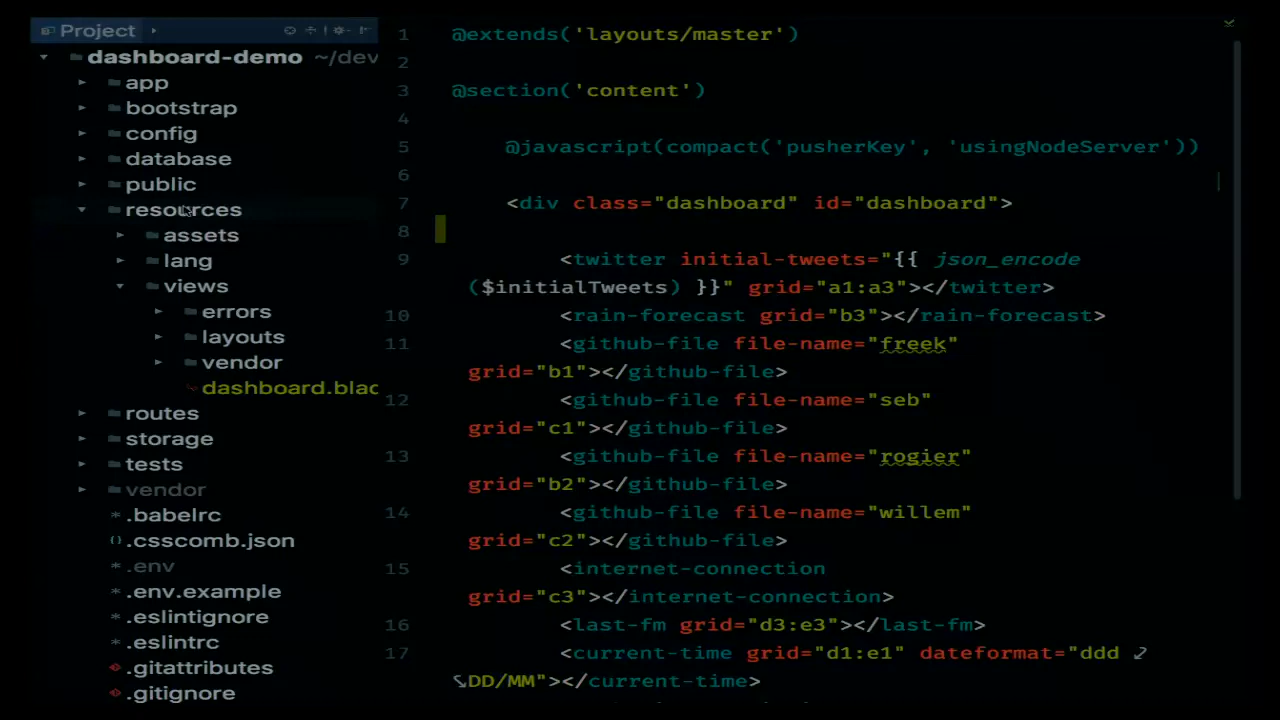 Project
dashboard-demo ~/dev
app
bootstrap
config
database
public
resources
assets
lang
views
errors
layouts
vendor
dashboard.blac
routes
storage
tests
vendor
.babelrc
.csscomb.json
.env
.env.example
.eslintignore
.eslintrc
.gitattributes
.gitignore
1 @extends('layouts/master')
2
3 @section('content')
4
5 @javascript(compact('pusherKey', 'usingNodeServer'))
6
7 <div class="dashboard" id="dashboard">
8
9 <twitter initial-tweets="{{ json_encode
($initialTweets) }}" grid="a1:a3"></twitter>
10 <rain-forecast grid="b3"></rain-forecast>
11 <github-file file-name="freek"
grid="b1"></github-file>
12 <github-file file-name="seb"
grid="c1"></github-file>
13 <github-file file-name="rogier"
grid="b2"></github-file>
14 <github-file file-name="willem"
grid="c2"></github-file>
15 <internet-connection
grid="c3"></internet-connection>
16 <last-fm grid="d3:e3"></last-fm>
17 <current-time grid="d1:e1" dateformat="ddd
DD/MM"></current-time>